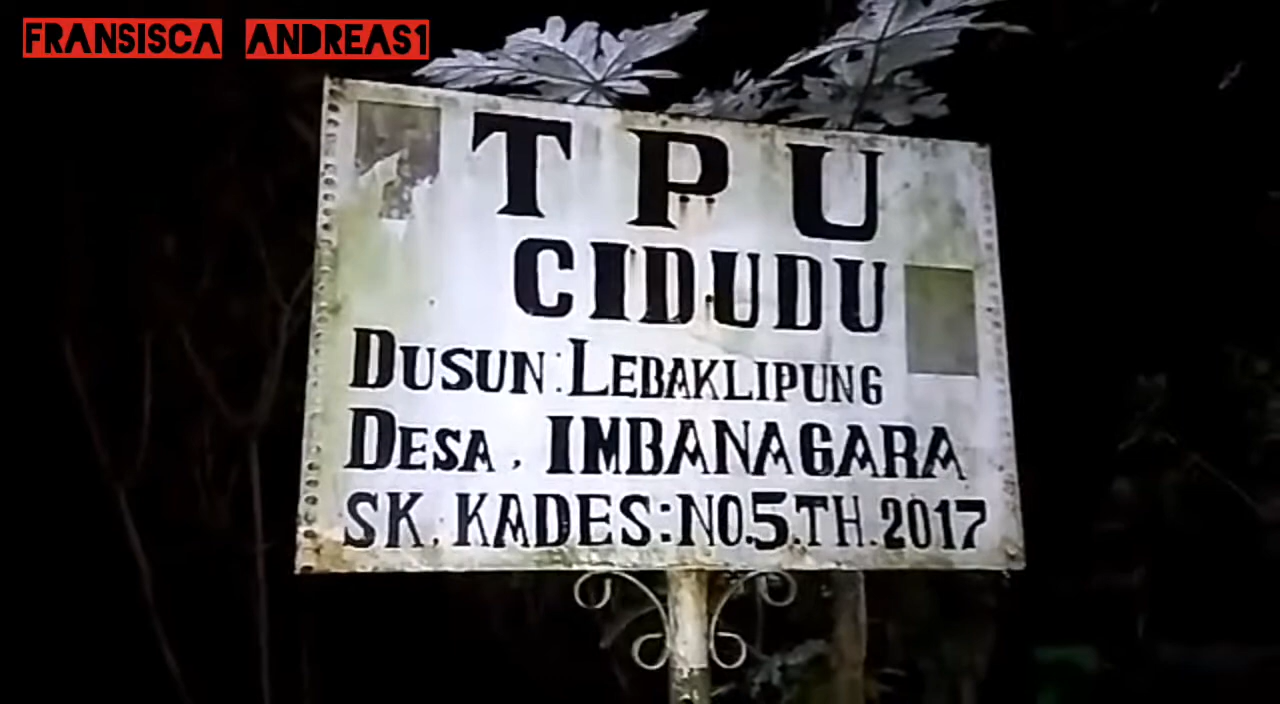 FRANSISCA ANDREAS1
TPU
CIDUDU
DUSUN: LEBAKLIPUNG
DESA. IMBANAGARA
SK. KADES: NO.5.TH.2017